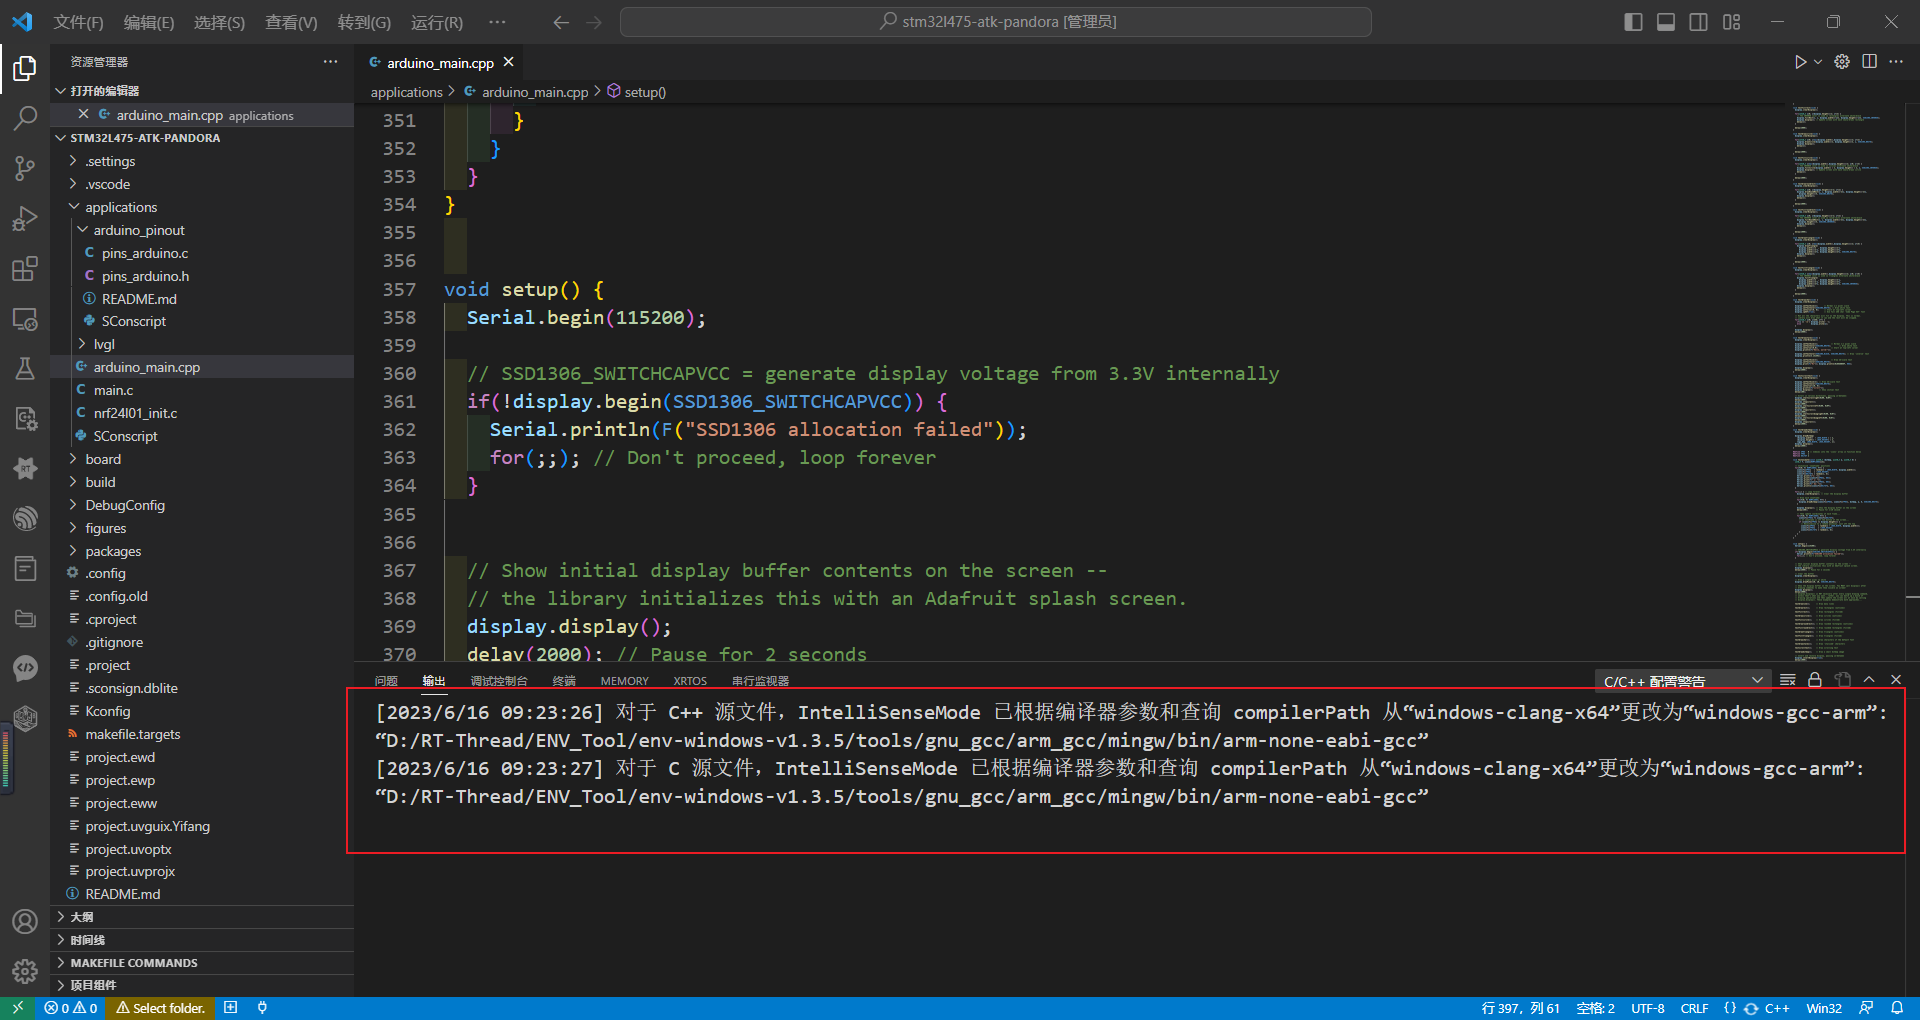 文件(F) 编辑(E) 选择(S) 查看(V) 转到(G) 运行(R) ··· stm32l475-atk-pandora [管理员]
资源管理器 ···
打开的编辑器
arduino_main.cpp applications
STM32L475-ATK-PANDORA
.settings
.vscode
applications
arduino_pinout
pins_arduino.c
pins_arduino.h
README.md
SConscript
lvgl
arduino_main.cpp
main.c
nrf24l01_init.c
SConscript
board
build
DebugConfig
figures
packages
.config
.config.old
.cproject
.gitignore
.project
.sconsign.dblite
Kconfig
makefile.targets
project.ewd
project.ewp
project.eww
project.uvguix.Yifang
project.uvoptx
project.uvprojx
README.md
大纲
时间线
MAKEFILE COMMANDS
项目组件
arduino_main.cpp
applications > arduino_main.cpp > setup()
351 }
352 }
353 }
354 }
355
356
357 void setup() {
358 Serial.begin(115200);
359
360 // SSD1306_SWITCHCAPVCC = generate display voltage from 3.3V internally
361 if(!display.begin(SSD1306_SWITCHCAPVCC)) {
362 Serial.println(F("SSD1306 allocation failed"));
363 for(;;); // Don't proceed, loop forever
364 }
365
366
367 // Show initial display buffer contents on the screen --
368 // the library initializes this with an Adafruit splash screen.
369 display.display();
370 delay(2000); // Pause for 2 seconds
问题 输出 调试控制台 终端 MEMORY XRTOS 串行监视器 C/C++ 配置警告
[2023/6/16 09:23:26] 对于 C++ 源文件，IntelliSenseMode 已根据编译器参数和查询 compilerPath 从“windows-clang-x64”更改为“windows-gcc-arm”:
“D:/RT-Thread/ENV_Tool/env-windows-v1.3.5/tools/gnu_gcc/arm_gcc/mingw/bin/arm-none-eabi-gcc”
[2023/6/16 09:23:27] 对于 C 源文件，IntelliSenseMode 已根据编译器参数和查询 compilerPath 从“windows-clang-x64”更改为“windows-gcc-arm”:
“D:/RT-Thread/ENV_Tool/env-windows-v1.3.5/tools/gnu_gcc/arm_gcc/mingw/bin/arm-none-eabi-gcc”
0 0 Select folder. 行 397，列 61 空格: 2 UTF-8 CRLF {} C++ Win32